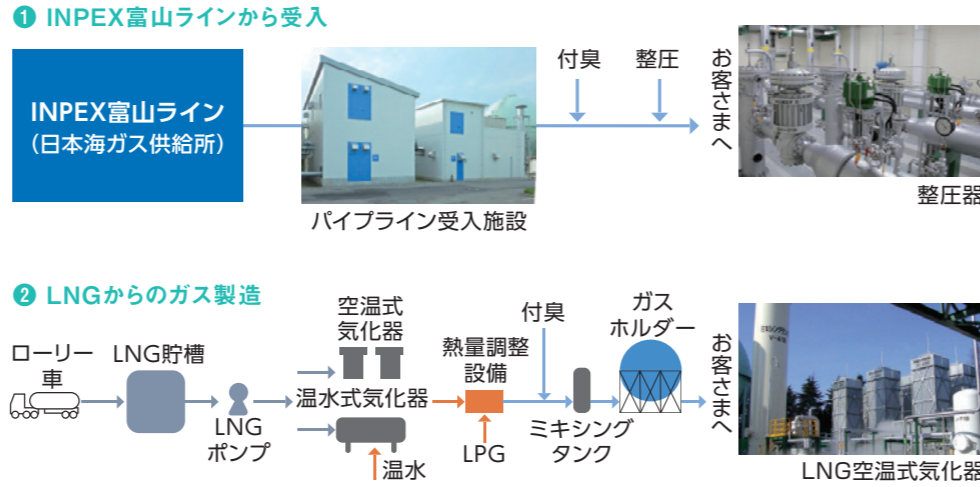 ❶ INPEX富山ラインから受入
INPEX富山ライン
（日本海ガス供給所）
パイプライン受入施設
付臭
整圧
お客さまへ
整圧器
❷ LNGからのガス製造
ローリー
車
LNG貯槽
LNG
ポンプ
空温式
気化器
温水式気化器
温水
熱量調整
設備
LPG
付臭
ミキシング
タンク
ガス
ホルダー
お客さまへ
LNG空温式気化器